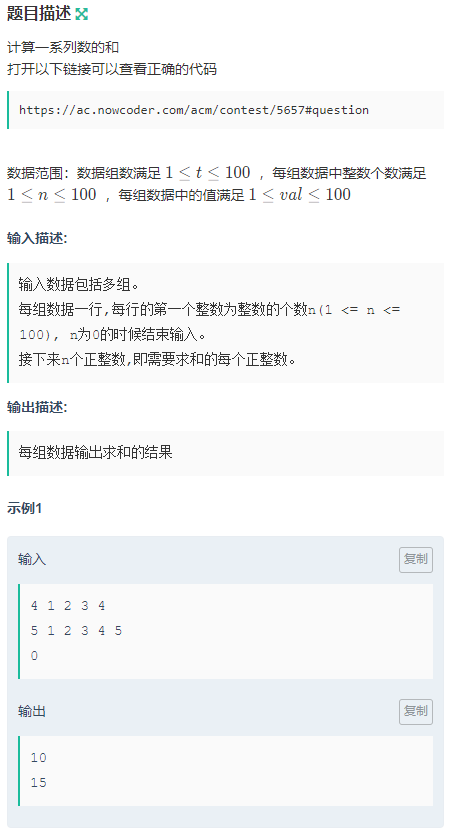 题目描述
计算一系列数的和
打开以下链接可以查看正确的代码
https://ac.nowcoder.com/acm/contest/5657#question
数据范围：数据组数满足 1 ≤ t ≤ 100 ，每组数据中整数个数满足
1 ≤ n ≤ 100 ，每组数据中的值满足 1 ≤ val ≤ 100
输入描述:
输入数据包括多组。
每组数据一行,每行的第一个整数为整数的个数n(1 <= n <=
100), n为0的时候结束输入。
接下来n个正整数,即需要求和的每个正整数。
输出描述:
每组数据输出求和的结果
示例1
输入
复制
4 1 2 3 4
5 1 2 3 4 5
0
输出
复制
10
15